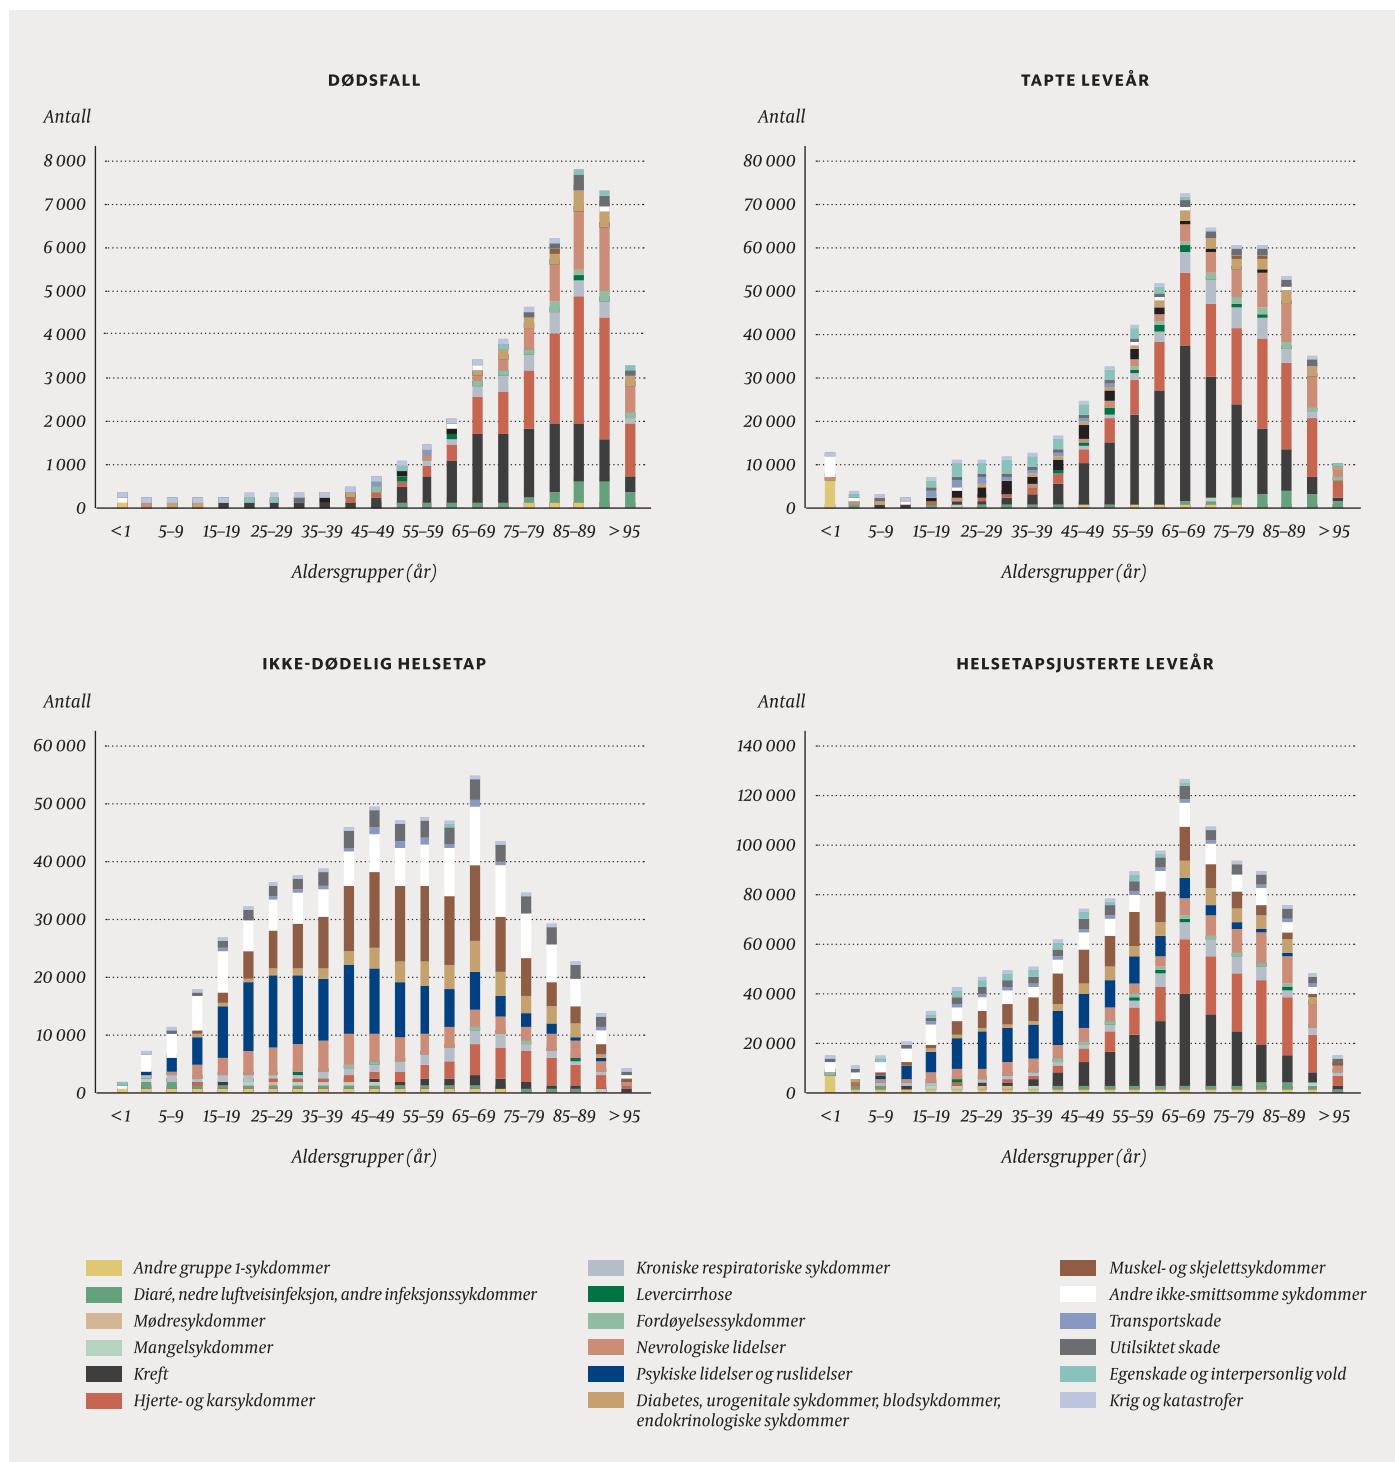 DØDSFALL
Antall
8 000
7 000
6 000
5 000
4 000
3 000
2 000
1 000
0
<1 5–9 15–19 25–29 35–39 45–49 55–59 65–69 75–79 85–89 >95
Aldersgrupper (år)
TAPTE LEVEÅR
Antall
80 000
70 000
60 000
50 000
40 000
30 000
20 000
10 000
0
<1 5–9 15–19 25–29 35–39 45–49 55–59 65–69 75–79 85–89 >95
Aldersgrupper (år)
IKKE-DØDELIG HELSETAP
Antall
60 000
50 000
40 000
30 000
20 000
10 000
0
<1 5–9 15–19 25–29 35–39 45–49 55–59 65–69 75–79 85–89 >95
Aldersgrupper (år)
HELSETAPSJUSTERTE LEVEÅR
Antall
140 000
120 000
100 000
80 000
60 000
40 000
20 000
0
<1 5–9 15–19 25–29 35–39 45–49 55–59 65–69 75–79 85–89 >95
Aldersgrupper (år)
Andre gruppe 1-sykdommer
Diaré, nedre luftveisinfeksjon, andre infeksjonssykdommer
Mødresykdommer
Mangelsykdommer
Kreft
Hjerte- og karsykdommer
Kroniske respiratoriske sykdommer
Levercirrhose
Fordøyelsessykdommer
Nevrologiske lidelser
Psykiske lidelser og ruslidelser
Diabetes, urogenitale sykdommer, blodsykdommer,
endokrinologiske sykdommer
Muskel- og skjelettsykdommer
Andre ikke-smittsomme sykdommer
Transportskade
Utilsiktet skade
Egenskade og interpersonlig vold
Krig og katastrofer